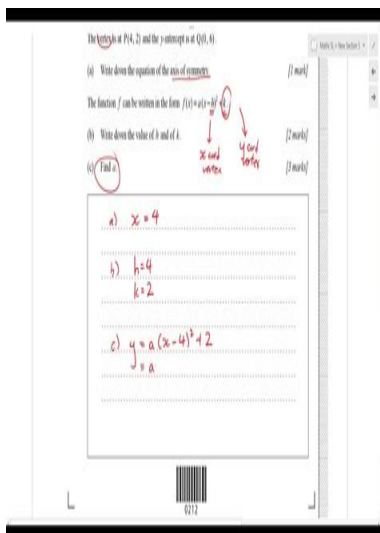 The vertex is at P(4, 2) and the y-intercept is at Q(0, 6).
(a) Write down the equation of the axis of symmetry. [1 mark]
The function f can be written in the form f(x)=a(x−h)²+k.
(b) Write down the value of h and of k. [2 marks]
x cord
vertex
y cord
vertex
(c) Find a. [3 marks]
a) x = 4
b) h=4
k=2
c) y = a(x-4)²+2
= a
0212